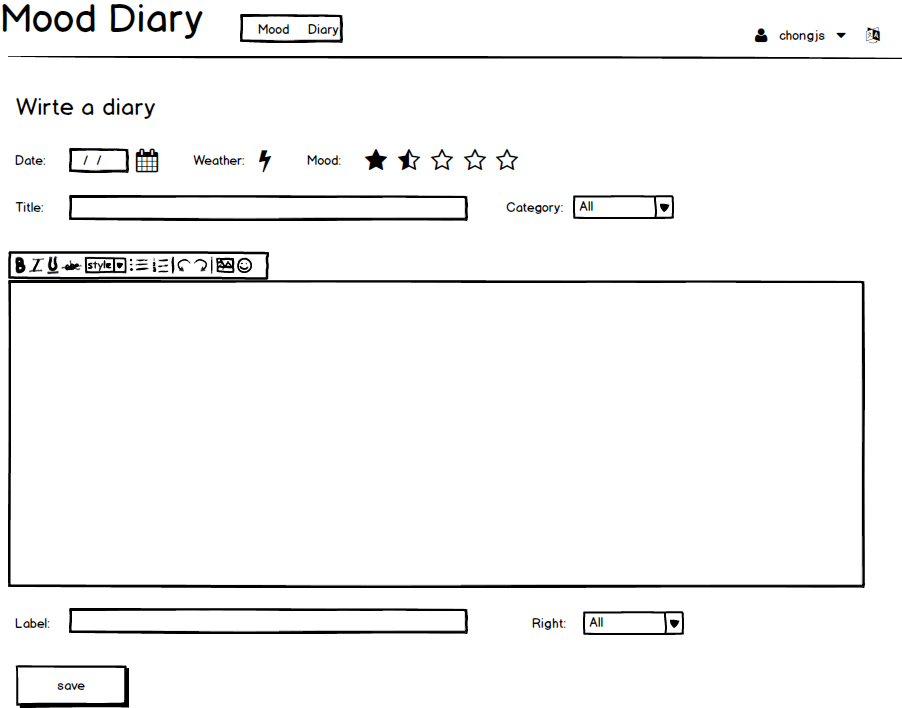 Mood Diary
Mood Diary
chongjs
Wirte a diary
Date: / / Weather: Mood:
Title: Category: All
B I U abc style
Label: Right: All
save